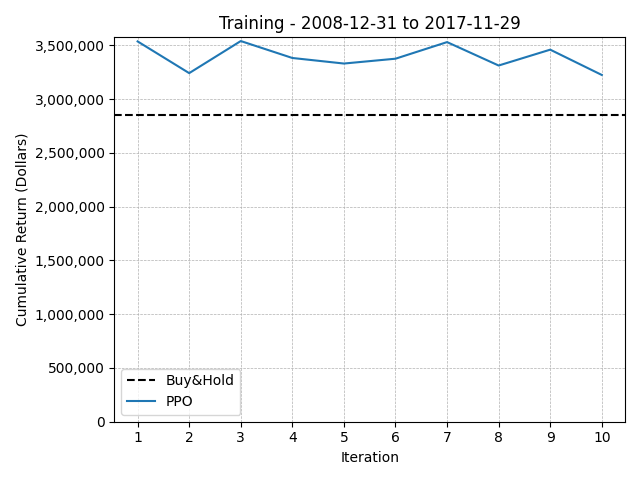 Training - 2008-12-31 to 2017-11-29
Cumulative Return (Dollars)
3,500,000
3,000,000
2,500,000
2,000,000
1,500,000
1,000,000
500,000
0
Buy&Hold
PPO
1 2 3 4 5 6 7 8 9 10
Iteration